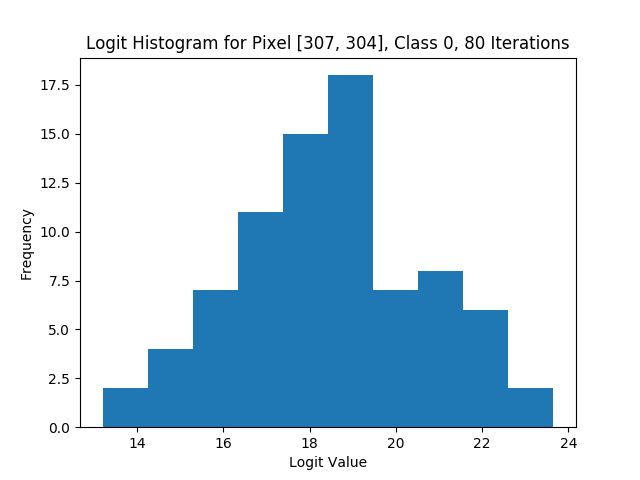 Logit Histogram for Pixel [307, 304], Class 0, 80 Iterations
17.5
15.0
12.5
10.0
7.5
5.0
2.5
0.0
Frequency
14 16 18 20 22 24
Logit Value